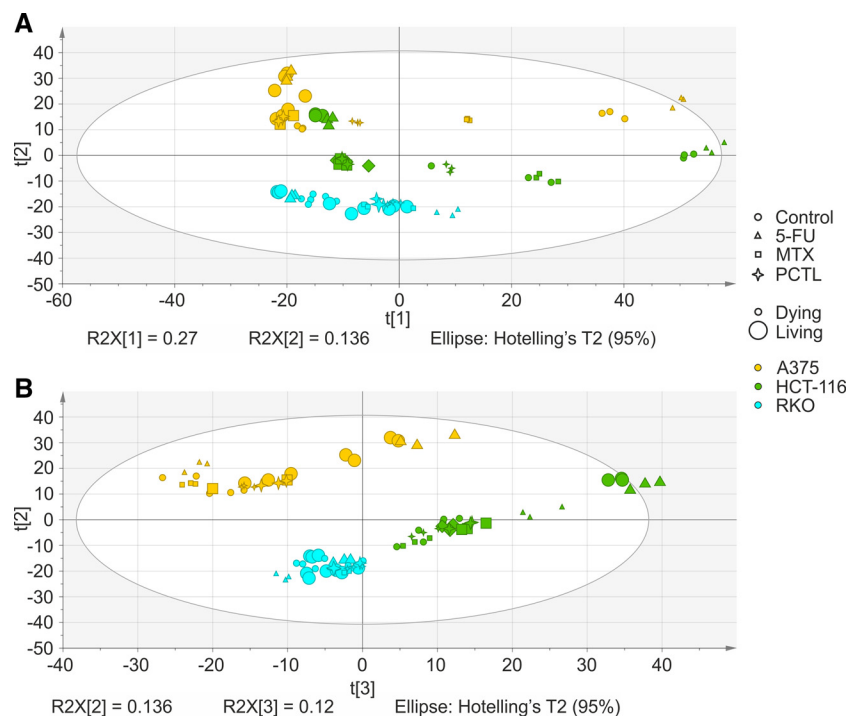 A
40
30
20
10
0
-10
-20
-30
-40
-50
t[2]
-60
-40
-20
0
20
40
t[1]
R2X[1] = 0.27 R2X[2] = 0.136 Ellipse: Hotelling's T2 (95%)
Control
5-FU
MTX
PCTL
Dying
Living
A375
HCT-116
RKO
B
40
30
20
10
0
-10
-20
-30
-40
-50
t[2]
-40
-30
-20
-10
0
10
20
30
40
t[3]
R2X[2] = 0.136 R2X[3] = 0.12 Ellipse: Hotelling's T2 (95%)